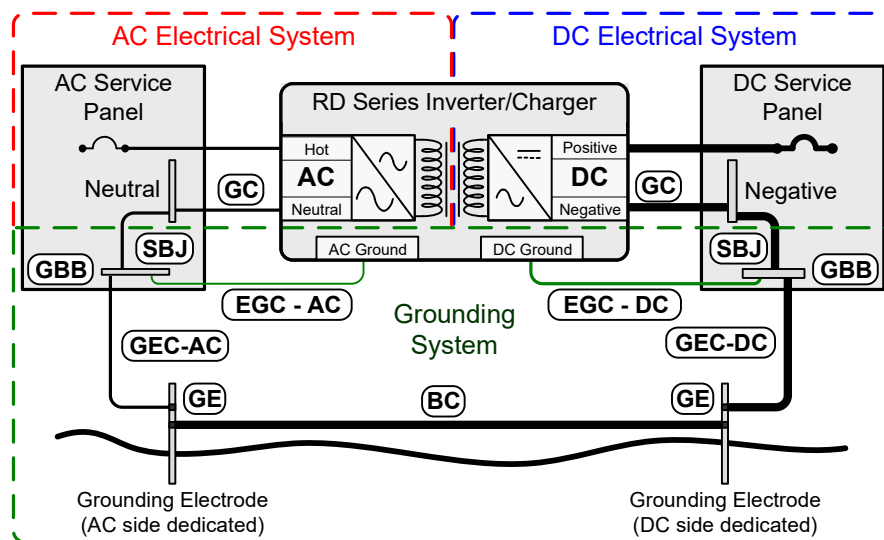 AC Electrical System
DC Electrical System
AC Service
Panel
RD Series Inverter/Charger
DC Service
Panel
Hot
AC
Neutral
Positive
DC
Negative
Neutral
GC
GC
Negative
SBJ
AC Ground
DC Ground
SBJ
GBB
GBB
EGC - AC
EGC - DC
Grounding
System
GEC-AC
GEC-DC
GE
BC
GE
Grounding Electrode
(AC side dedicated)
Grounding Electrode
(DC side dedicated)